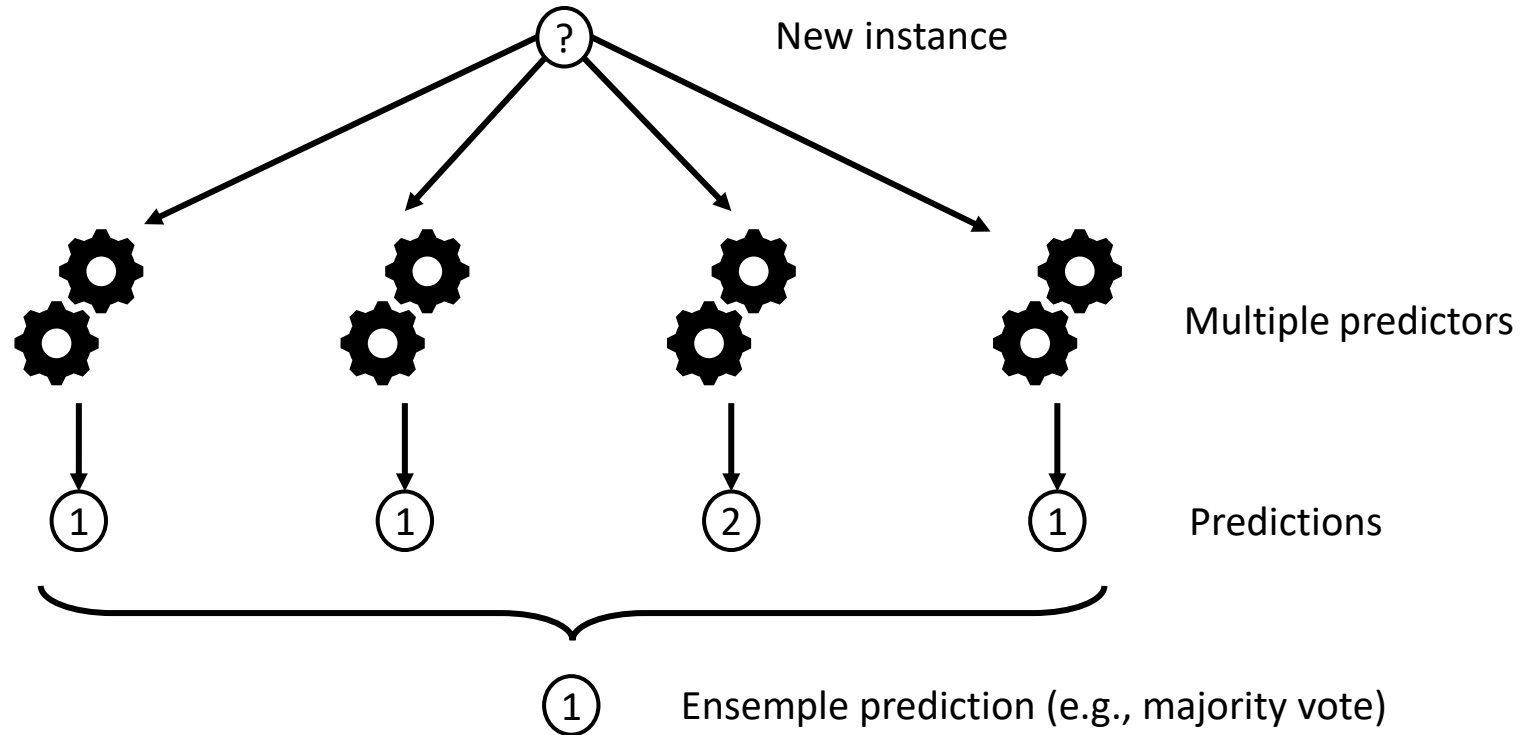 ? New instance
Multiple predictors
1 1 2 1 Predictions
1 Ensemple prediction (e.g., majority vote)